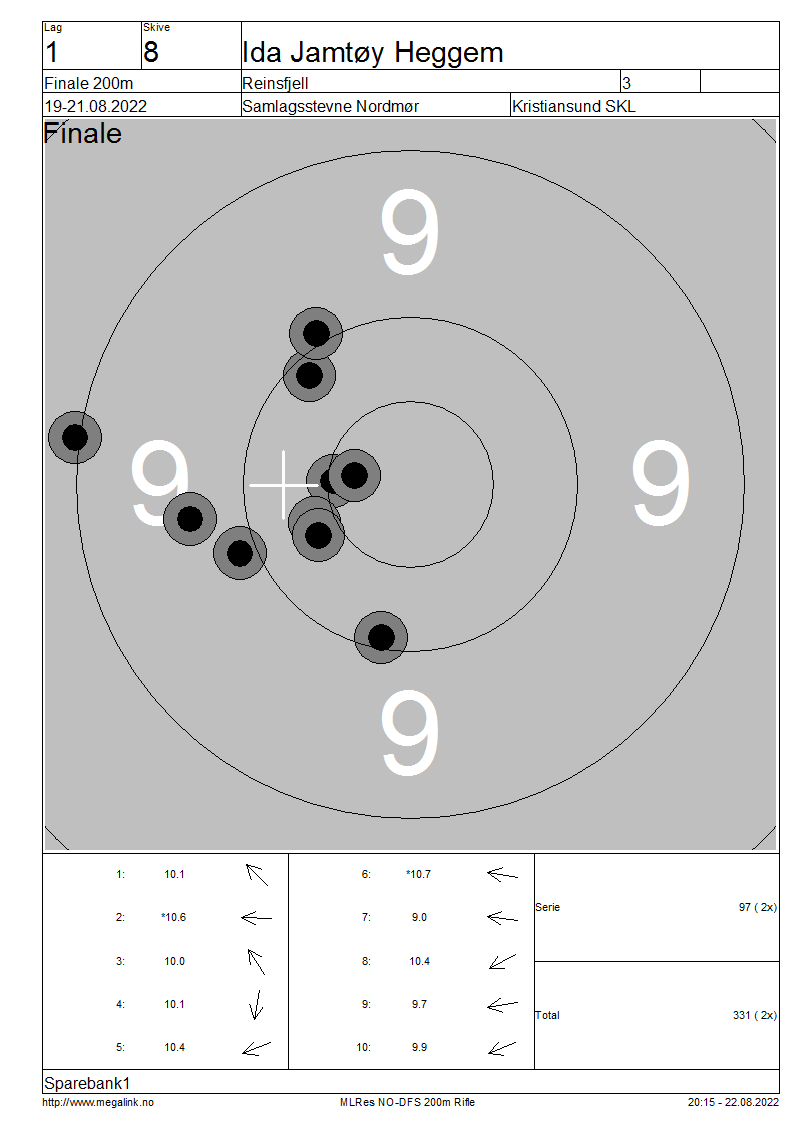 Lag Skive
1 8 Ida Jamtøy Heggem
Finale 200m Reinsfjell 3
19-21.08.2022 Samlagsstevne Nordmør Kristiansund SKL
Finale
9
9 9
9
1: 10.1 6: *10.7
2: *10.6 7: 9.0
Serie 97 ( 2x)
3: 10.0 8: 10.4
4: 10.1 9: 9.7
Total 331 ( 2x)
5: 10.4 10: 9.9
Sparebank1
http://www.megalink.no MLRes NO-DFS 200m Rifle 20:15 - 22.08.2022